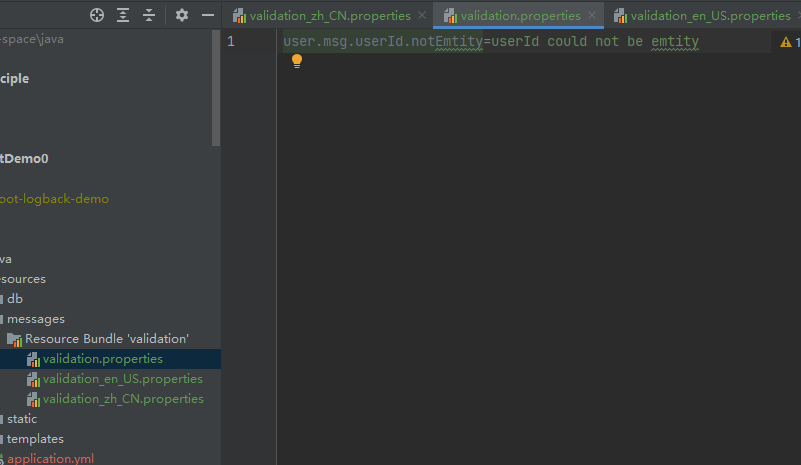 -space\java
validation_zh_CN.properties
validation.properties
validation_en_US.properties
1
user.msg.userId.notEmtity=userId could not be emtity
1
ciple
tDemo0
oot-logback-demo
va
esources
db
messages
Resource Bundle 'validation'
validation.properties
validation_en_US.properties
validation_zh_CN.properties
static
templates
application.yml